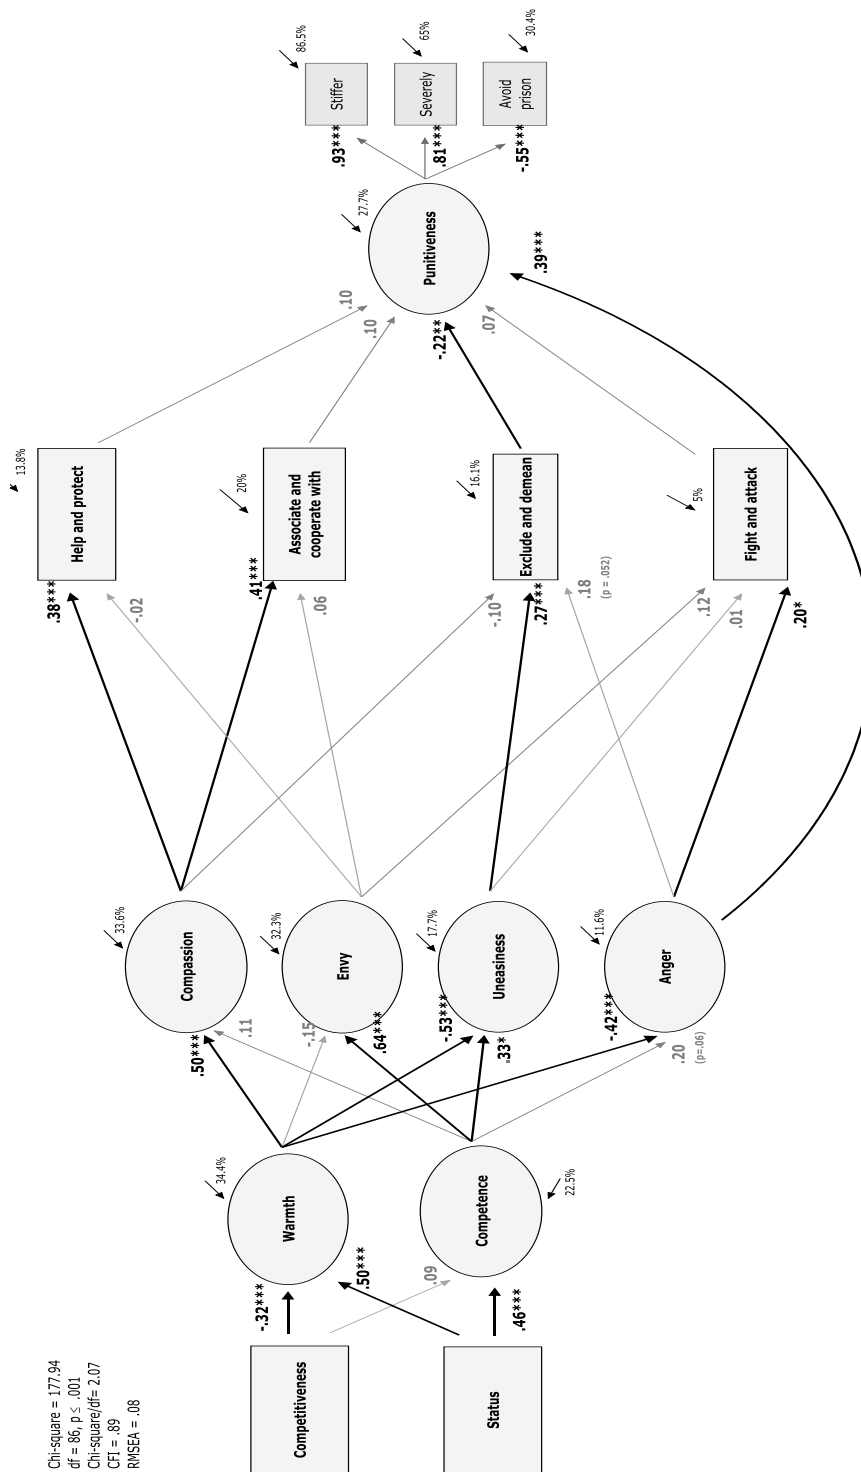 Chi-square = 177.94
df = 86, p ≤ .001
Chi-square/df= 2.07
CFI = .89
RMSEA = .08
Competitiveness
Status
-.32***
.50***
.09
.46***
34.4%
Warmth
Competence
22.5%
.50***
.11
-.15
.64***
-.53***
.33*
-.42***
.20
(p=.06)
33.6%
Compassion
32.3%
Envy
17.7%
Uneasiness
11.6%
Anger
.38***
-.02
.41***
.06
-.10
.27***
.18
(p = .052)
.12
.01
.20*
13.8%
Help and protect
20%
Associate and
cooperate with
16.1%
Exclude and demean
5%
Fight and attack
.10
.10
-.22**
.07
.39***
27.7%
Punitiveness
.93***
.81***
-.55***
86.5%
Stiffer
65%
Severely
30.4%
Avoid
prison